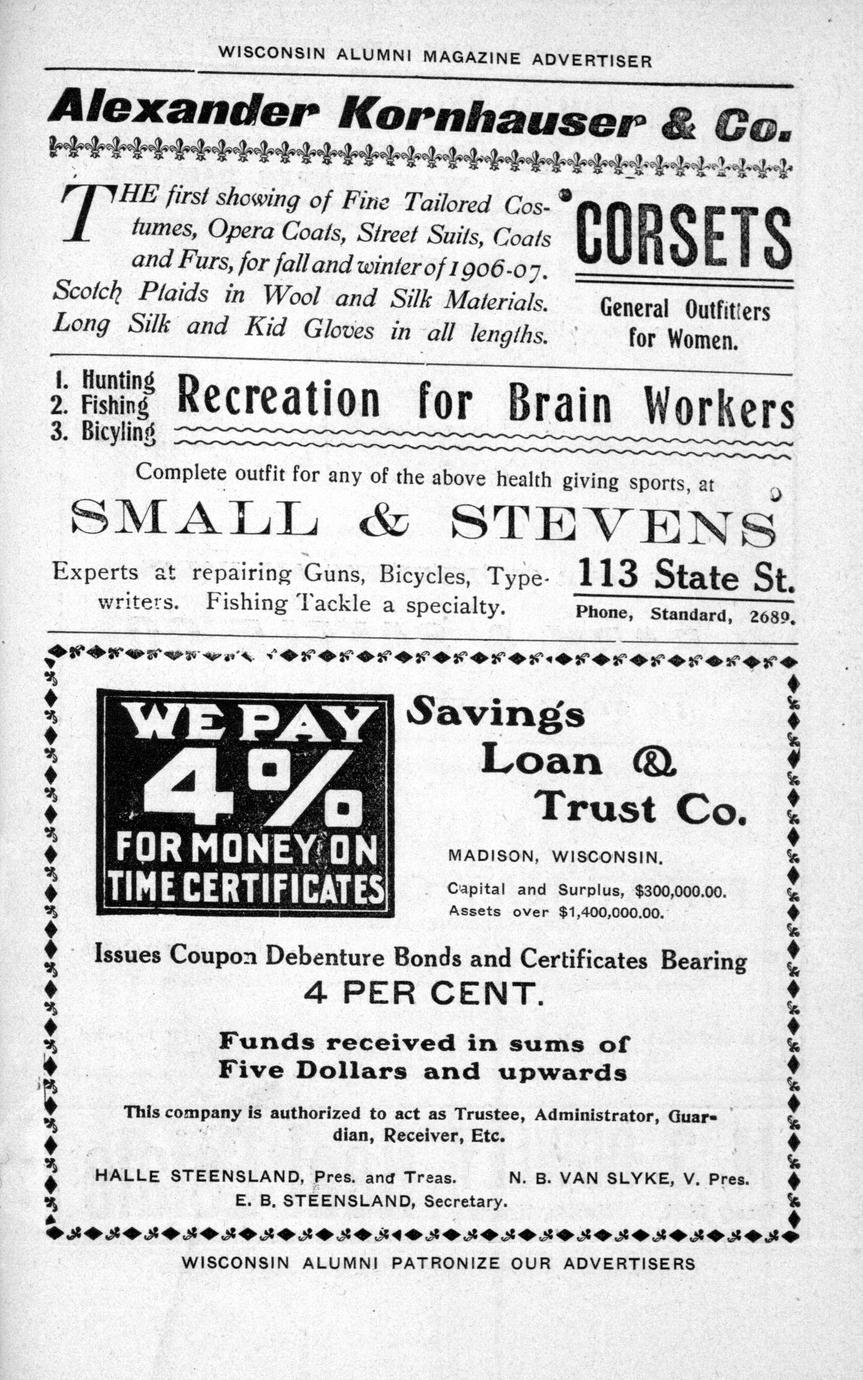 WISCONSIN ALUMNI MAGAZINE ADVERTISER
Alexander Kornhauser & Co.
THE first showing of Fine Tailored Cos-
tumes, Opera Coats, Street Suits, Coats
and Furs, for fall and winter of 1906-07.
Scotch Plaids in Wool and Silk Materials.
Long Silk and Kid Gloves in all lengths.
CORSETS
General Outfitters
for Women.
1. Hunting
2. Fishing
3. Bicyling
Recreation for Brain Workers
Complete outfit for any of the above health giving sports, at
SMALL & STEVENS
Experts at repairing Guns, Bicycles, Type-
writers. Fishing Tackle a specialty.
113 State St.
Phone, Standard, 2689.
WE PAY
4%
FOR MONEY ON
TIME CERTIFICATES
Savings
Loan &
Trust Co.
MADISON, WISCONSIN.
Capital and Surplus, $300,000.00.
Assets over $1,400,000.00.
Issues Coupon Debenture Bonds and Certificates Bearing
4 PER CENT.
Funds received in sums of
Five Dollars and upwards
This company is authorized to act as Trustee, Administrator, Guar-
dian, Receiver, Etc.
HALLE STEENSLAND, Pres. and Treas. N. B. VAN SLYKE, V. Pres.
E. B. STEENSLAND, Secretary.
WISCONSIN ALUMNI PATRONIZE OUR ADVERTISERS